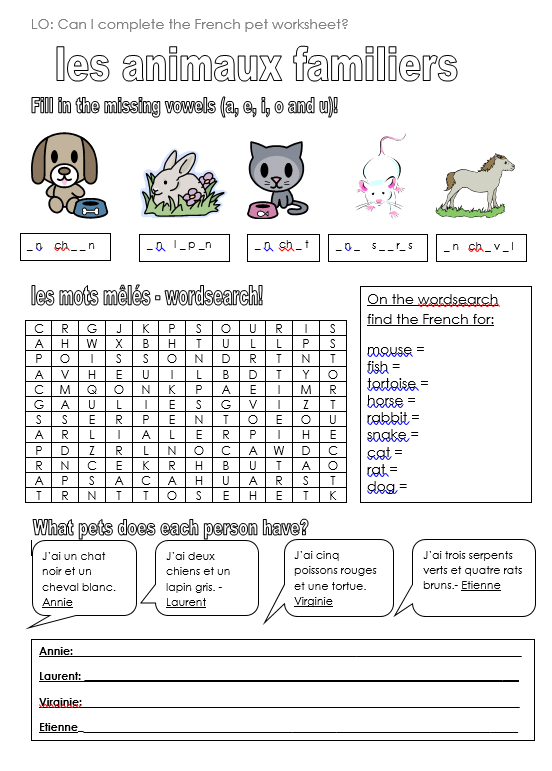 LO: Can I complete the French pet worksheet?
les animaux familiers
Fill in the missing vowels (a, e, i, o and u)!
_n ch__n
_n l_p_n
_n ch_t
_n_ s__r_s
_n ch_v_l
les mots mêlés - wordsearch!
C R G J K P S O U R I S
A H W X B H T U L L P S
P O I S S O N D R T N T
A V H E U I L B D T Y O
C M Q O N K P A E I M R
G A U L I E S G V I Z T
S S E R P E N T O E O U
A R L I A L E R P I H E
P D Z R L N O C A W D C
R N C E K R H B U T A O
A P S A C A H U A R S T
T R N T T O S E H E T K
On the wordsearch
find the French for:
mouse =
fish =
tortoise =
horse =
rabbit =
snake =
cat =
rat =
dog =
What pets does each person have?
J'ai un chat
noir et un
cheval blanc.
Annie
J'ai deux
chiens et un
lapin gris. -
Laurent
J'ai cinq
poissons rouges
et une tortue.
Virginie
J'ai trois serpents
verts et quatre rats
bruns.- Etienne
Annie:
Laurent:
Virginie:
Etienne